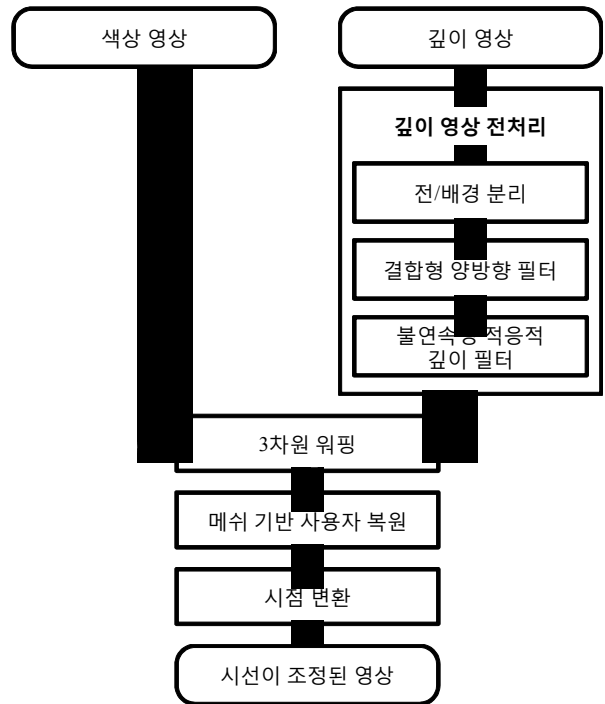 색상 영상
깊이 영상
깊이 영상 전처리
전/배경 분리
결합형 양방향 필터
불연속성 적응적
깊이 필터
3차원 워핑
메쉬 기반 사용자 복원
시점 변환
시선이 조정된 영상